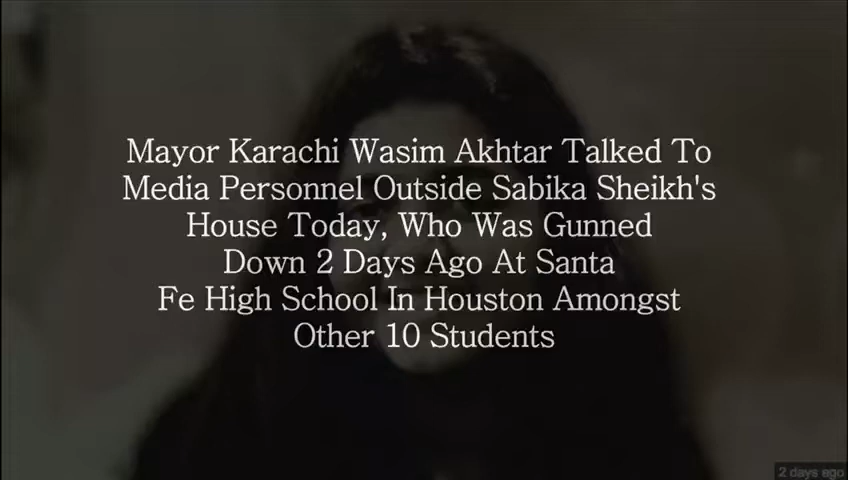 Mayor Karachi Wasim Akhtar Talked To
Media Personnel Outside Sabika Sheikh's
House Today, Who Was Gunned
Down 2 Days Ago At Santa
Fe High School In Houston Amongst
Other 10 Students
2 days ago